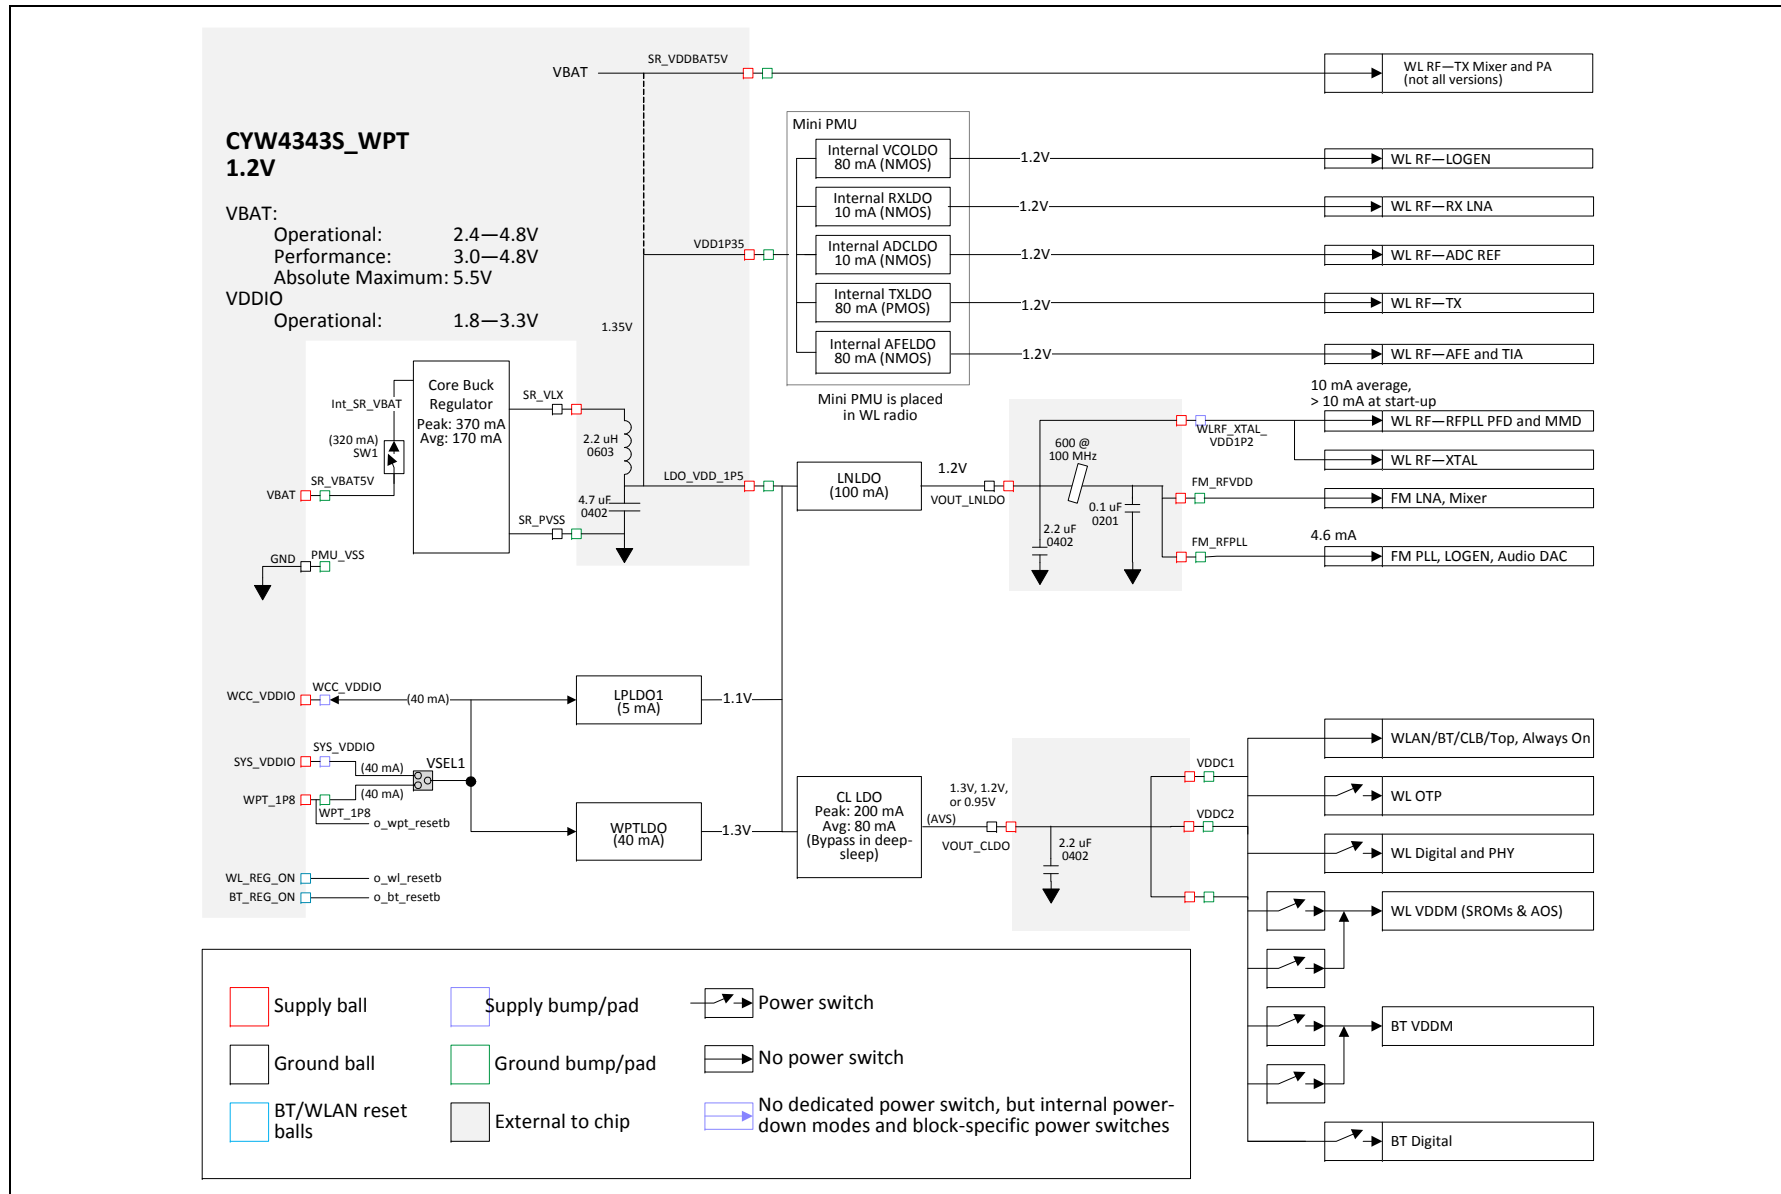 VBAT
SR_VDDBAT5V
WL RF—TX Mixer and PA
(not all versions)
CYW4343S_WPT
1.2V
VBAT:
Operational: 2.4—4.8V
Performance: 3.0—4.8V
Absolute Maximum: 5.5V
VDDIO
Operational: 1.8—3.3V
Mini PMU
Internal VCOLDO
80 mA (NMOS)
1.2V
WL RF—LOGEN
Internal RXLDO
10 mA (NMOS)
1.2V
WL RF—RX LNA
VDD1P35
Internal ADCLDO
10 mA (NMOS)
1.2V
WL RF—ADC REF
Internal TXLDO
80 mA (PMOS)
1.2V
WL RF—TX
1.35V
Internal AFELDO
80 mA (NMOS)
1.2V
WL RF—AFE and TIA
Mini PMU is placed
in WL radio
Core Buck
Regulator
Peak: 370 mA
Avg: 170 mA
Int_SR_VBAT
(320 mA)
SW1
VBAT
SR_VBAT5V
SR_VLX
2.2 uH
0603
4.7 uF
0402
SR_PVSS
GND
PMU_VSS
LDO_VDD_1P5
LNLDO
(100 mA)
1.2V
VOUT_LNLDO
600 @
100 MHz
2.2 uF
0402
0.1 uF
0201
WLRF_XTAL_
VDD1P2
10 mA average,
> 10 mA at start-up
WL RF—RFPLL PFD and MMD
WL RF—XTAL
FM_RFVDD
FM LNA, Mixer
FM_RFPLL
4.6 mA
FM PLL, LOGEN, Audio DAC
WCC_VDDIO
WCC_VDDIO
(40 mA)
LPLDO1
(5 mA)
1.1V
SYS_VDDIO
SYS_VDDIO
(40 mA)
VSEL1
WPT_1P8
(40 mA)
WPT_1P8
o_wpt_resetb
WPTLDO
(40 mA)
1.3V
WL_REG_ON
o_wl_resetb
BT_REG_ON
o_bt_resetb
CL LDO
Peak: 200 mA
Avg: 80 mA
(Bypass in deep-
sleep)
1.3V, 1.2V,
or 0.95V
(AVS)
VOUT_CLDO
2.2 uF
0402
VDDC1
VDDC2
WLAN/BT/CLB/Top, Always On
WL OTP
WL Digital and PHY
WL VDDM (SROMs & AOS)
BT VDDM
BT Digital
Supply ball
Supply bump/pad
Power switch
Ground ball
Ground bump/pad
No power switch
BT/WLAN reset
balls
External to chip
No dedicated power switch, but internal power-
down modes and block-specific power switches